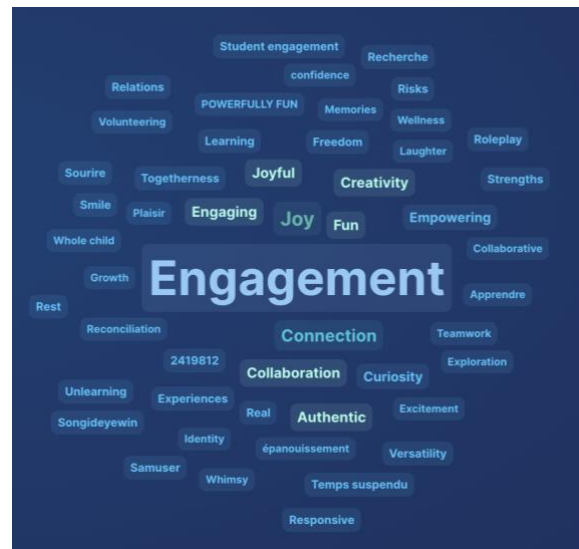 Student engagement
Recherche
confidence
Relations
Risks
POWERFULLY FUN
Memories
Volunteering
Wellness
Learning
Freedom
Roleplay
Laughter
Sourire
Togetherness
Joyful
Creativity
Strengths
Smile
Plaisir
Engaging
Joy
Fun
Empowering
Whole child
Collaborative
Growth
Engagement
Apprendre
Rest
Reconciliation
Connection
Teamwork
2419812
Exploration
Collaboration
Curiosity
Unlearning
Experiences
Songideyewin
Real
Authentic
Excitement
Identity
épanouissement
Versatility
Samuser
Whimsy
Temps suspendu
Responsive